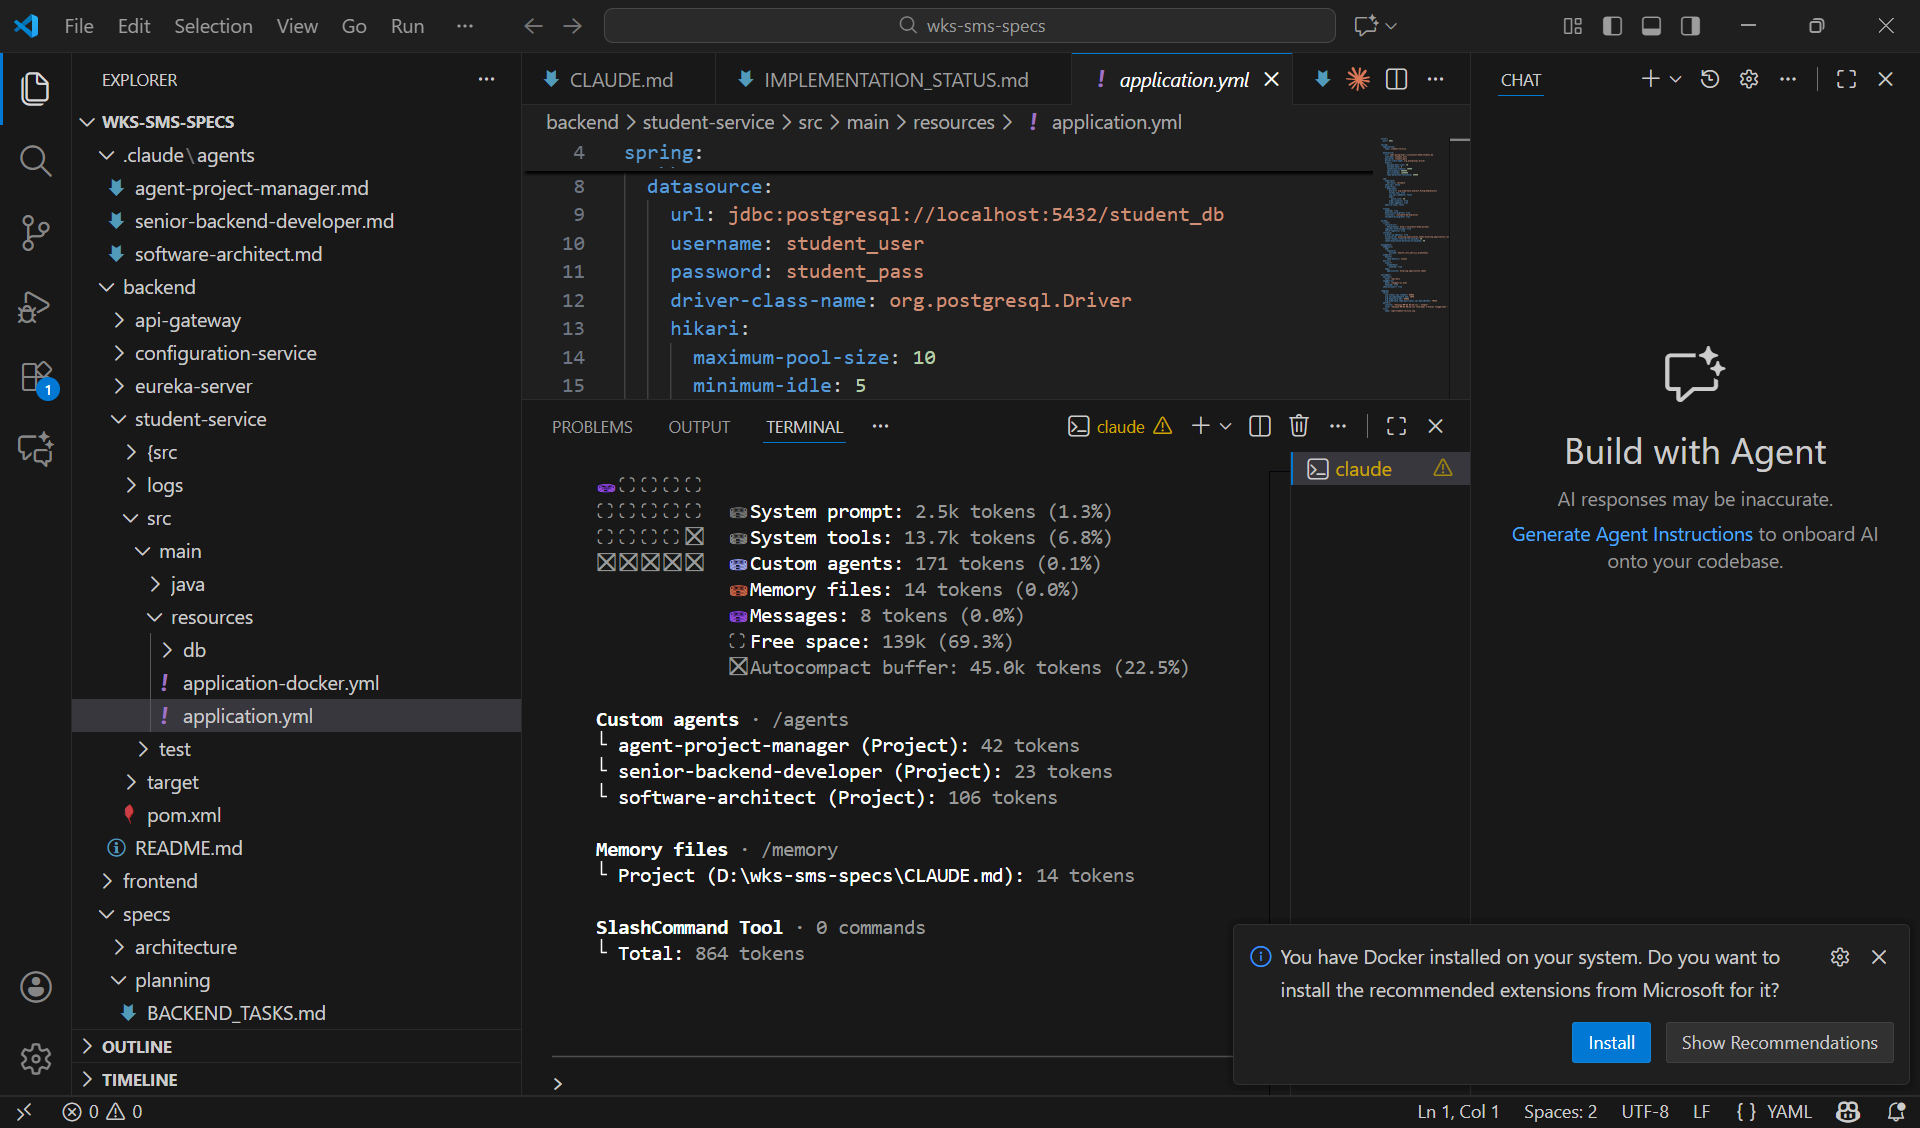 File Edit Selection View Go Run ···
wks-sms-specs
EXPLORER
WKS-SMS-SPECS
.claude\agents
agent-project-manager.md
senior-backend-developer.md
software-architect.md
backend
api-gateway
configuration-service
eureka-server
student-service
{src
logs
src
main
java
resources
db
! application-docker.yml
! application.yml
test
target
pom.xml
README.md
frontend
specs
architecture
planning
BACKEND_TASKS.md
OUTLINE
TIMELINE
1
CLAUDE.md
IMPLEMENTATION_STATUS.md
! application.yml
backend > student-service > src > main > resources > ! application.yml
4 spring:
8 datasource:
9 url: jdbc:postgresql://localhost:5432/student_db
10 username: student_user
11 password: student_pass
12 driver-class-name: org.postgresql.Driver
13 hikari:
14 maximum-pool-size: 10
15 minimum-idle: 5
PROBLEMS OUTPUT TERMINAL ···
claude
claude
System prompt: 2.5k tokens (1.3%)
System tools: 13.7k tokens (6.8%)
Custom agents: 171 tokens (0.1%)
Memory files: 14 tokens (0.0%)
Messages: 8 tokens (0.0%)
Free space: 139k (69.3%)
Autocompact buffer: 45.0k tokens (22.5%)
Custom agents · /agents
└ agent-project-manager (Project): 42 tokens
└ senior-backend-developer (Project): 23 tokens
└ software-architect (Project): 106 tokens
Memory files · /memory
└ Project (D:\wks-sms-specs\CLAUDE.md): 14 tokens
SlashCommand Tool · 0 commands
└ Total: 864 tokens
>
CHAT
Build with Agent
AI responses may be inaccurate.
Generate Agent Instructions to onboard AI
onto your codebase.
You have Docker installed on your system. Do you want to
install the recommended extensions from Microsoft for it?
Install
Show Recommendations
0 0
Ln 1, Col 1 Spaces: 2 UTF-8 LF { } YAML